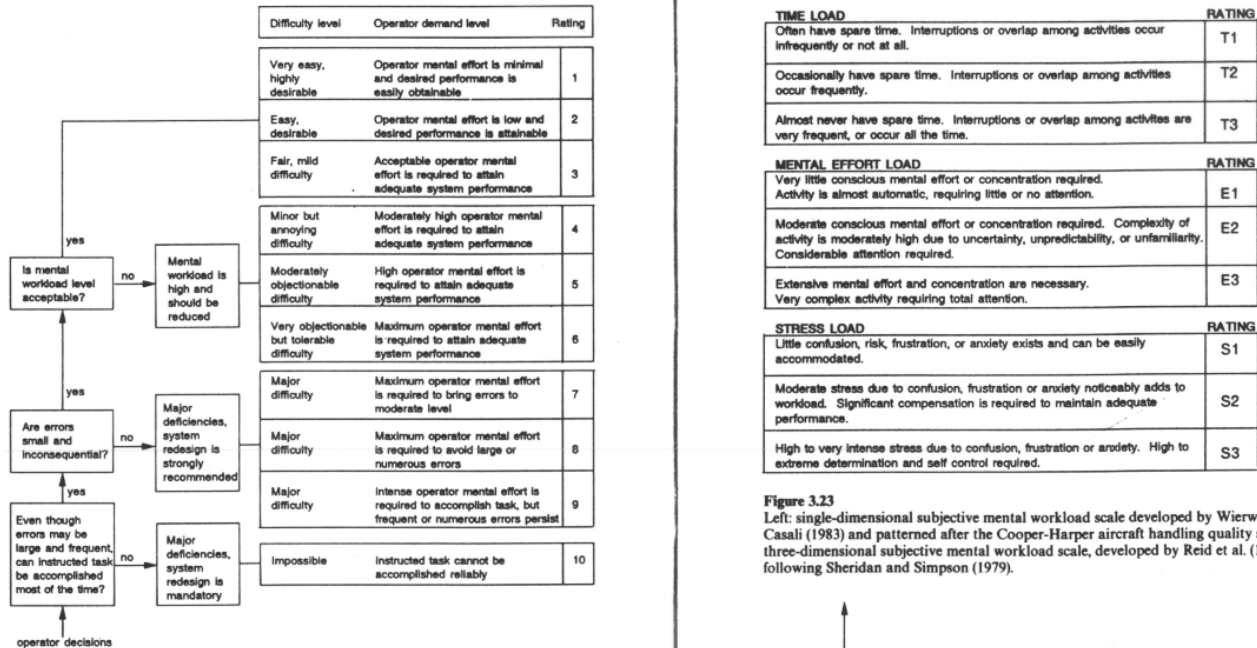 Difficulty level Operator demand level Rating
Very easy, Operator mental effort is minimal
highly and desired performance is 1
desirable easily obtainable
Easy, Operator mental effort is low and 2
desirable desired performance is attainable
Fair, mild Acceptable operator mental
difficulty effort is required to attain 3
adequate system performance
Minor but Moderately high operator mental
annoying effort is required to attain 4
difficulty adequate system performance
Moderately High operator mental effort is
objectionable required to attain adequate 5
difficulty system performance
Very objectionable Maximum operator mental effort
but tolerable is required to attain adequate 6
difficulty system performance
Major Maximum operator mental effort
difficulty is required to bring errors to 7
moderate level
Major Maximum operator mental effort
difficulty is required to avoid large or 8
numerous errors
Major Intense operator mental effort is
difficulty required to accomplish task, but 9
frequent or numerous errors persist
Impossible Instructed task cannot be 10
accomplished reliably
yes
Is mental
workload level
acceptable?
no
Mental
workload is
high and
should be
reduced
yes
Are errors
small and
inconsequential?
no
Major
deficiencies,
system
redesign is
strongly
recommended
yes
Even though
errors may be
large and frequent,
can instructed task
be accomplished
most of the time?
no
Major
deficiencies,
system
redesign is
mandatory
operator decisions
TIME LOAD RATING
Often have spare time. Interruptions or overlap among activities occur T1
infrequently or not at all.
Occasionally have spare time. Interruptions or overlap among activities T2
occur frequently.
Almost never have spare time. Interruptions or overlap among activites are T3
very frequent, or occur all the time.
MENTAL EFFORT LOAD RATING
Very little conscious mental effort or concentration required.
Activity is almost automatic, requiring little or no attention. E1
Moderate conscious mental effort or concentration required. Complexity of E2
activity is moderately high due to uncertainty, unpredictability, or unfamiliarity.
Considerable attention required.
Extensive mental effort and concentration are necessary. E3
Very complex activity requiring total attention.
STRESS LOAD RATING
Little confusion, risk, frustration, or anxiety exists and can be easily S1
accommodated.
Moderate stress due to confusion, frustration or anxiety noticeably adds to
workload. Significant compensation is required to maintain adequate S2
performance.
High to very intense stress due to confusion, frustration or anxiety. High to S3
extreme determination and self control required.
Figure 3.23
Left: single-dimensional subjective mental workload scale developed by
Casali (1983) and patterned after the Cooper-Harper aircraft handling quality
three-dimensional subjective mental workload scale, developed by Reid et al.
following Sheridan and Simpson (1979).